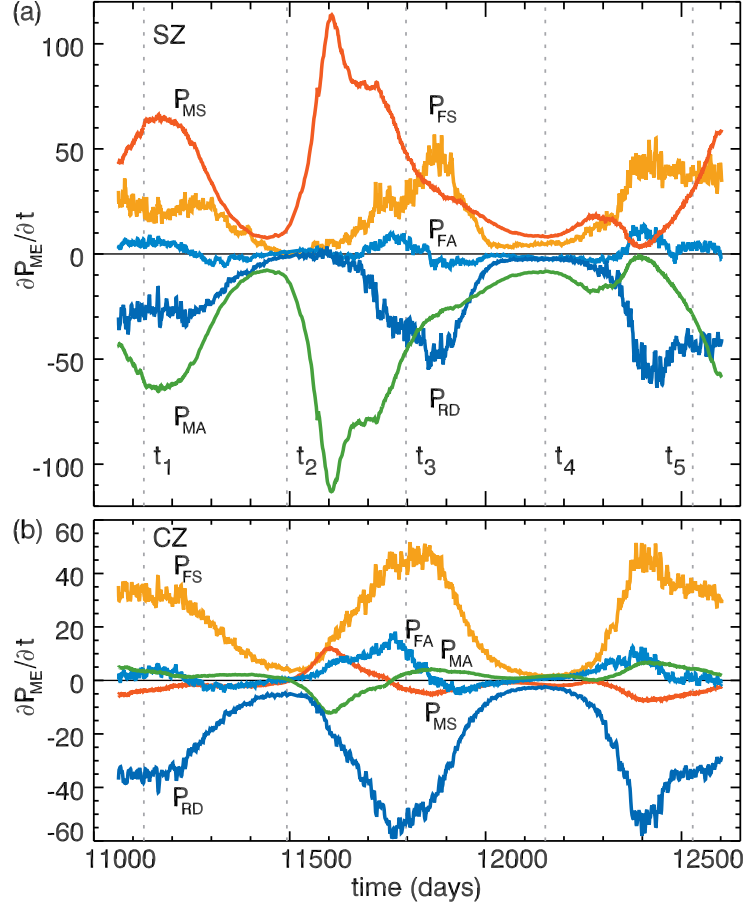 (a)
SZ
100
P_MS
P_FS
50
P_FA
0
∂P_ME/∂t
-50
P_MA
P_RD
t_1 t_2 t_3 t_4 t_5
-100
(b)
CZ
60
P_FS
40
20
P_FA
P_MA
0
∂P_ME/∂t
P_MS
-20
P_RD
-40
-60
11000 11500 12000 12500
time (days)